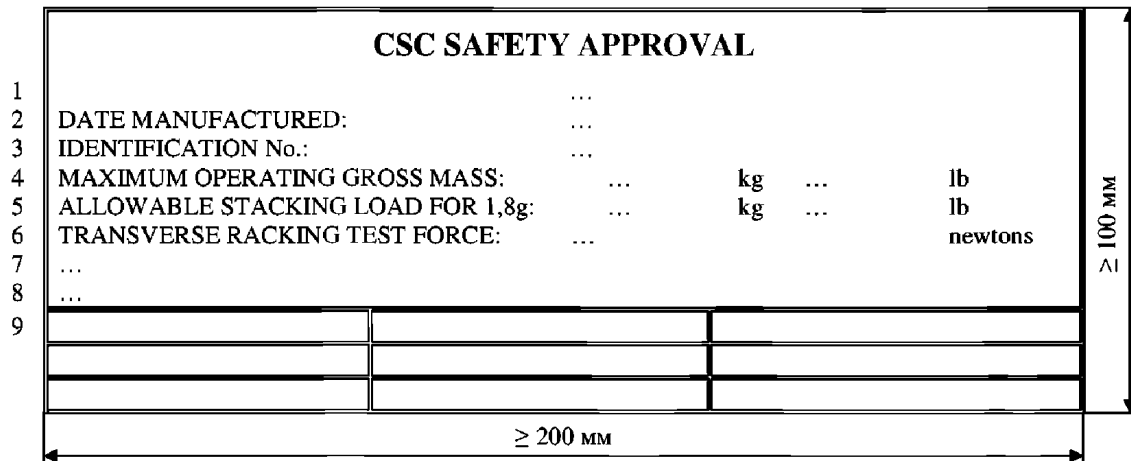 CSC SAFETY APPROVAL
1 ...
2 DATE MANUFACTURED: ...
3 IDENTIFICATION No.: ...
4 MAXIMUM OPERATING GROSS MASS: ... kg ... lb
5 ALLOWABLE STACKING LOAD FOR 1,8g: ... kg ... lb
6 TRANSVERSE RACKING TEST FORCE: ... newtons
7 ...
8 ...
9
≥ 100 мм
≥ 200 мм